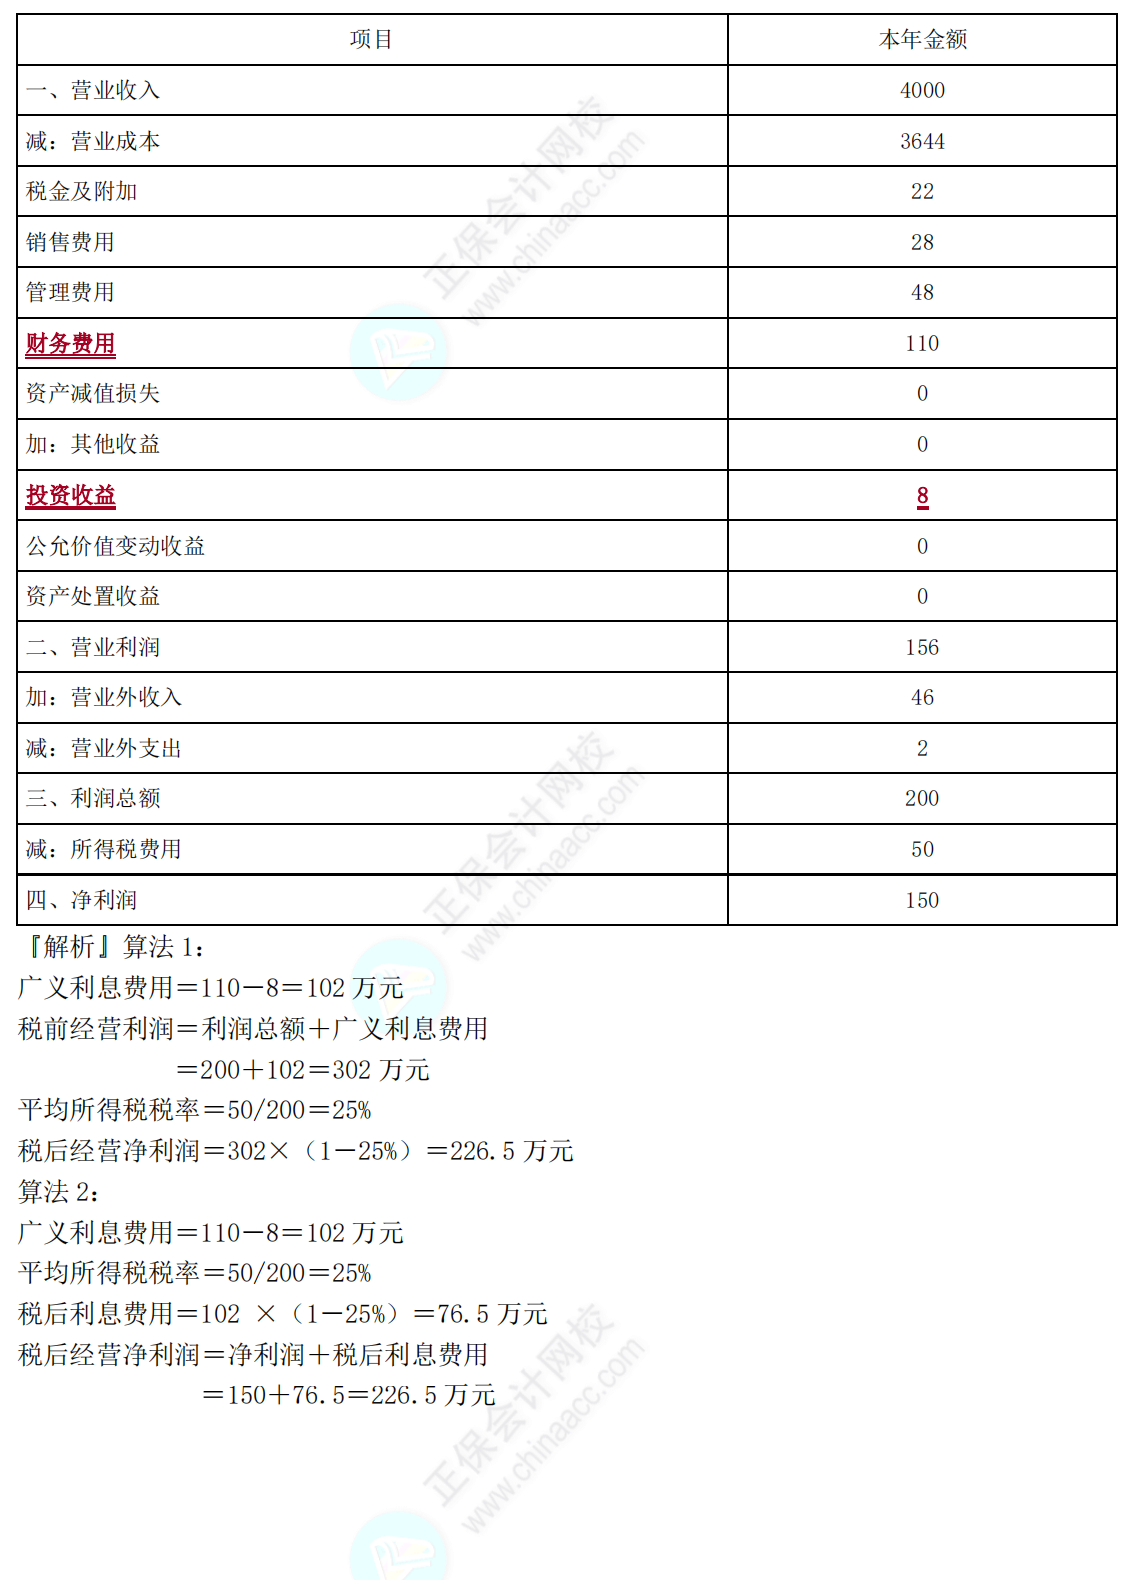 项目 本年金额
一、营业收入 4000
减：营业成本 3644
税金及附加 22
销售费用 28
管理费用 48
财务费用 110
资产减值损失 0
加：其他收益 0
投资收益 8
公允价值变动收益 0
资产处置收益 0
二、营业利润 156
加：营业外收入 46
减：营业外支出 2
三、利润总额 200
减：所得税费用 50
四、净利润 150
『解析』算法 1：
广义利息费用＝110－8＝102 万元
税前经营利润＝利润总额＋广义利息费用
＝200＋102＝302 万元
平均所得税税率＝50/200＝25%
税后经营净利润＝302×（1－25%）＝226.5 万元
算法 2：
广义利息费用＝110－8＝102 万元
平均所得税税率＝50/200＝25%
税后利息费用＝102 ×（1－25%）＝76.5 万元
税后经营净利润＝净利润＋税后利息费用
＝150＋76.5＝226.5 万元
正保会计网校
www.chinaacc.com
正保会计网校
www.chinaacc.com
正保会计网校
www.chinaacc.com